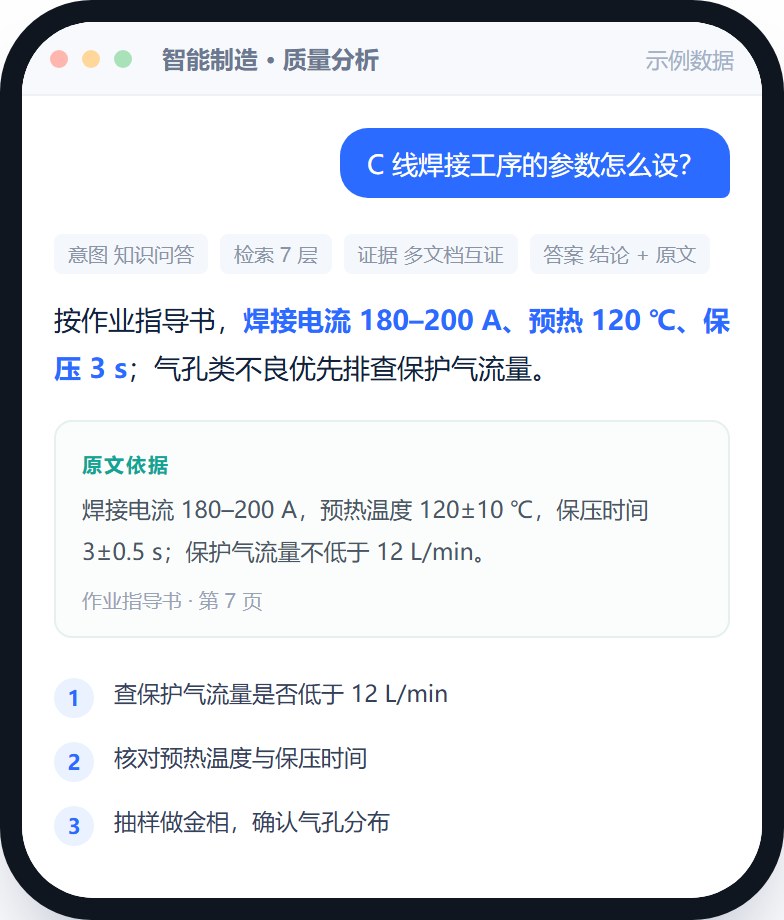 智能制造 · 质量分析
示例数据
C 线焊接工序的参数怎么设？
意图 知识问答
检索 7 层
证据 多文档互证
答案 结论 + 原文
按作业指导书，焊接电流 180–200 A、预热 120 ℃、保
压 3 s；气孔类不良优先排查保护气流量。
原文依据
焊接电流 180–200 A，预热温度 120±10 ℃，保压时间
3±0.5 s；保护气流量不低于 12 L/min。
作业指导书 · 第 7 页
1 查保护气流量是否低于 12 L/min
2 核对预热温度与保压时间
3 抽样做金相，确认气孔分布